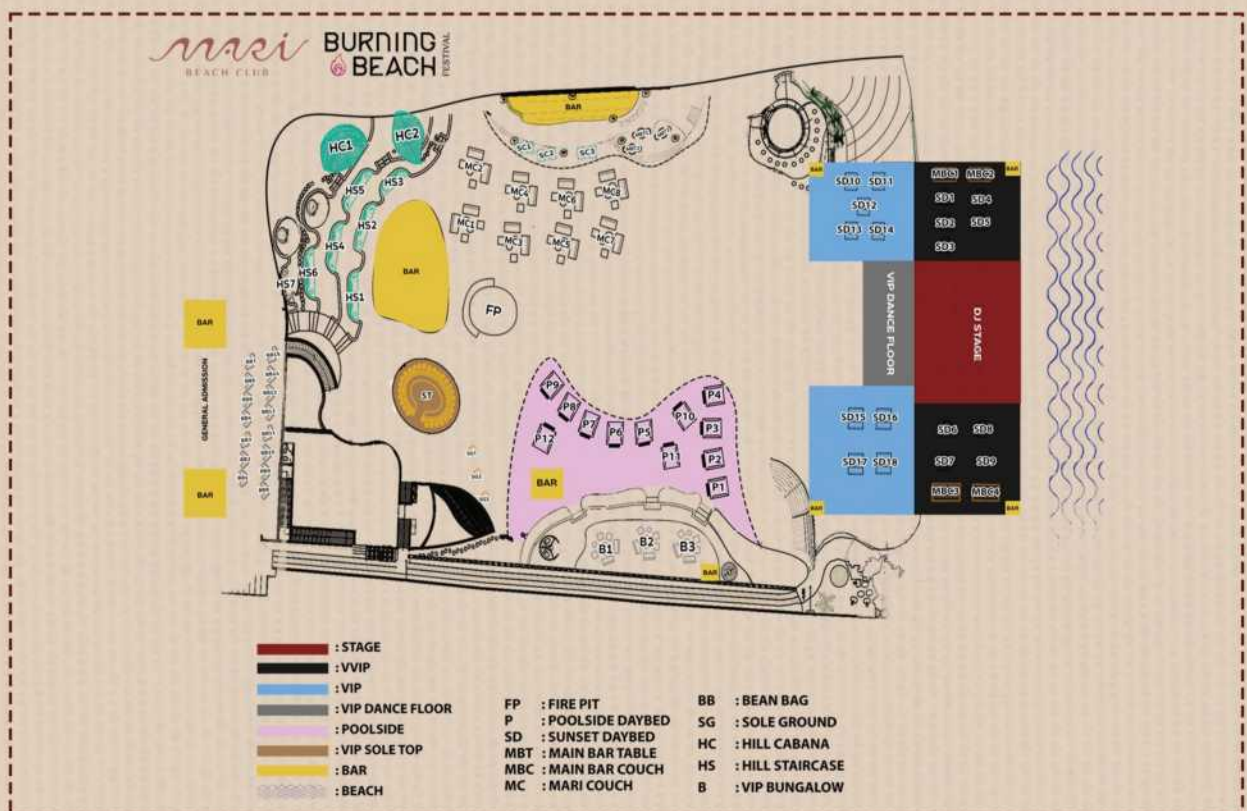 MARI
BEACH CLUB
BURNING
BEACH
FESTIVAL
BAR
HC1
HC2
HS5
HS3
HS2
HS4
HS6
HS7
HS1
BAR
SC1
SC2
SC3
MC2
MC4
MC6
MC8
MC1
MC3
MC5
MC7
FP
ST
BAR
GENERAL ADMISSION
BAR
BAR
SD10
SD11
SD12
SD13
SD14
MBC1
MBC2
BAR
SD1
SD4
SD2
SD5
SD3
VIP DANCE FLOOR
DJ STAGE
SD15
SD16
SD17
SD18
BAR
SD6
SD8
SD7
SD9
MBC3
MBC4
BAR
P9
P8
P7
P12
P6
P5
P10
P11
P4
P3
P2
P1
BAR
B1
B2
B3
BAR
: STAGE
: VVIP
: VIP
: VIP DANCE FLOOR
: POOLSIDE
: VIP SOLE TOP
: BAR
: BEACH
FP : FIRE PIT
P : POOLSIDE DAYBED
SD : SUNSET DAYBED
MBT : MAIN BAR TABLE
MBC : MAIN BAR COUCH
MC : MARI COUCH
BB : BEAN BAG
SG : SOLE GROUND
HC : HILL CABANA
HS : HILL STAIRCASE
B : VIP BUNGALOW